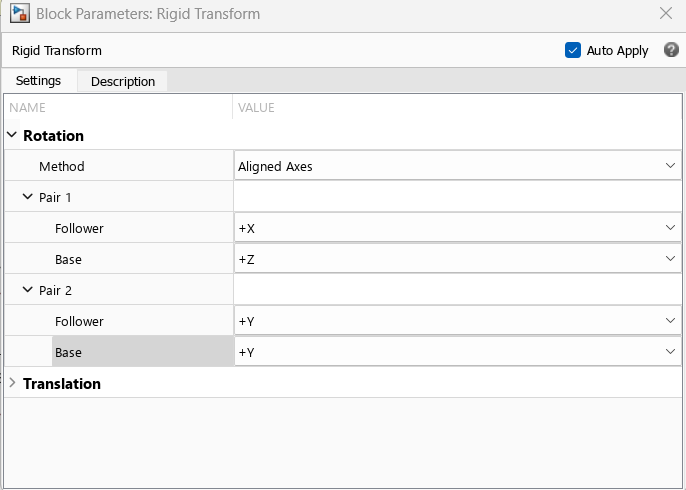 Block Parameters: Rigid Transform
Rigid Transform
Auto Apply
?
Settings Description
NAME VALUE
Rotation
Method Aligned Axes
Pair 1
Follower +X
Base +Z
Pair 2
Follower +Y
Base +Y
Translation